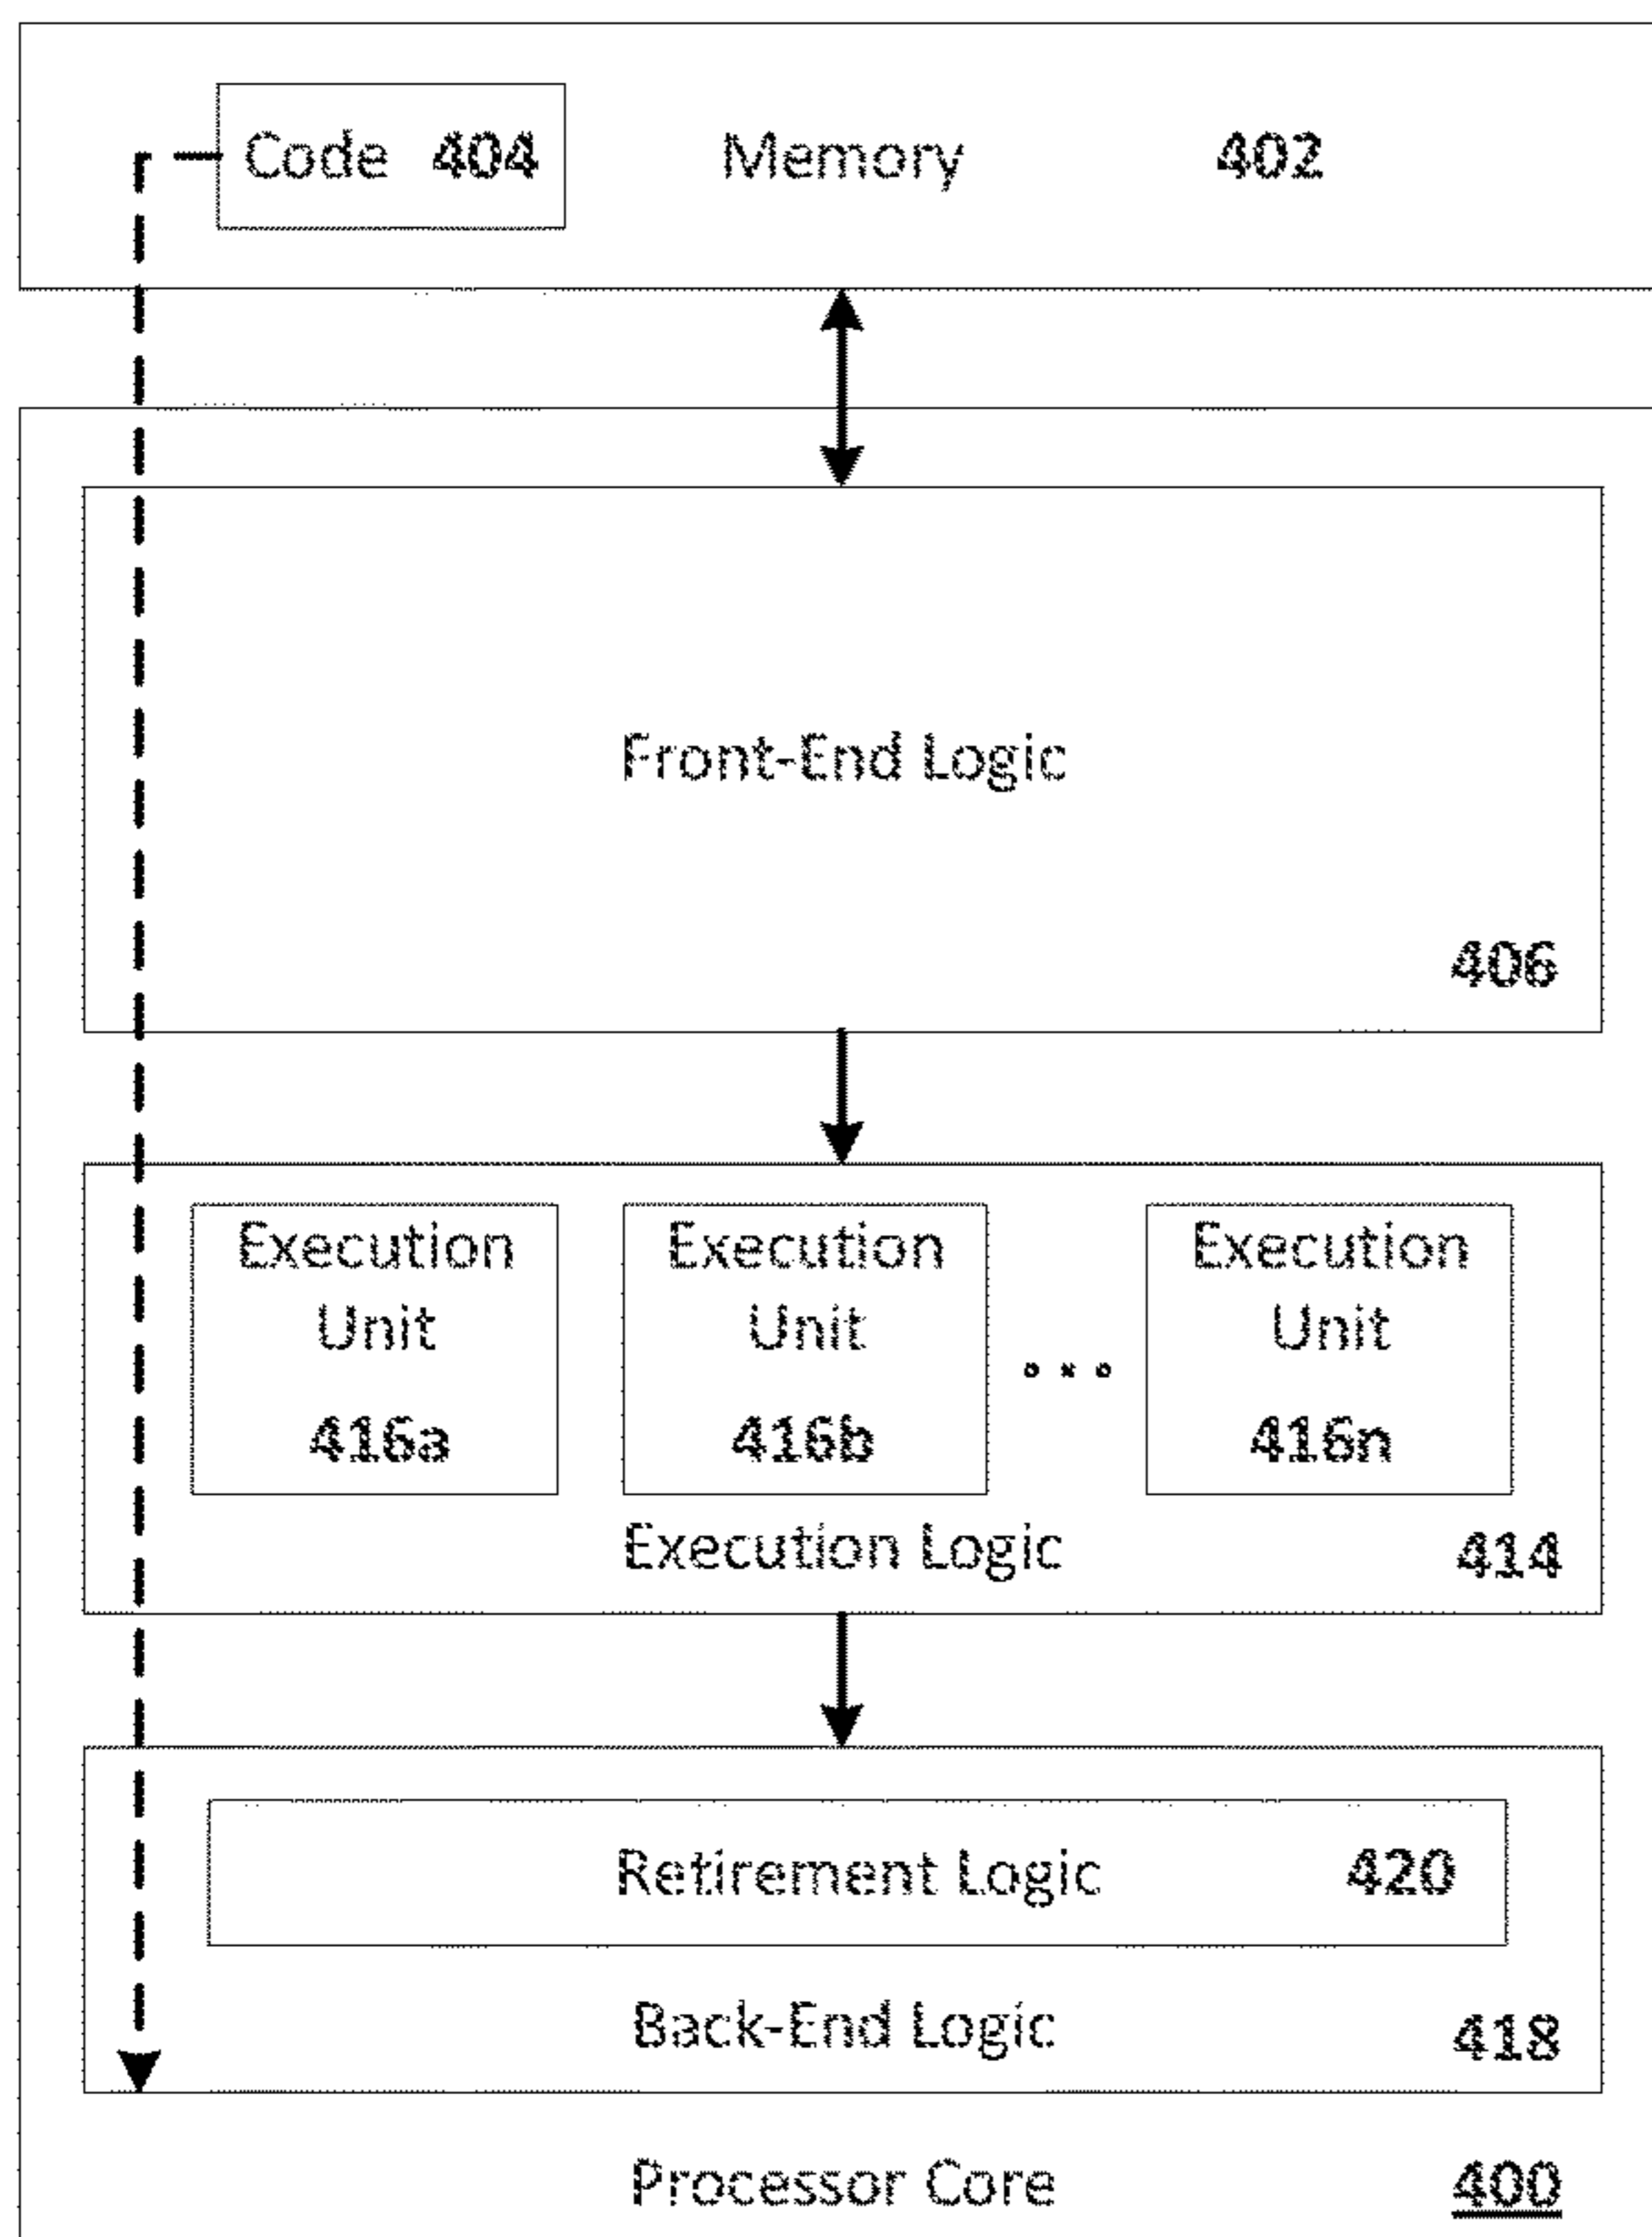 Code 404 Memory 402
Front-End Logic
406
Execution Unit 416a
Execution Unit 416b
...
Execution Unit 416n
Execution Logic 414
Retirement Logic 420
Back-End Logic 418
Processor Core 400